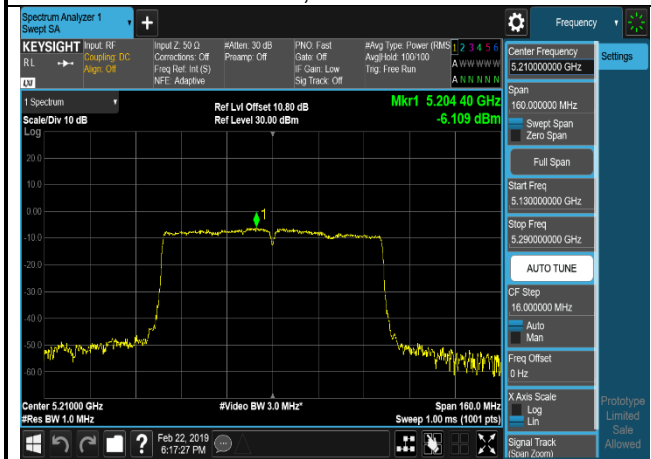 Spectrum Analyzer 1
Swept SA
+
Frequency
KEYSIGHT
RL
LXI
Input: RF
Coupling: DC
Align: Off
Input Z: 50 Ω
Corrections: Off
Freq Ref: Int (S)
NFE: Adaptive
#Atten: 30 dB
Preamp: Off
PNO: Fast
Gate: Off
IF Gain: Low
Sig Track: Off
#Avg Type: Power (RMS
Avg|Hold: 100/100
Trig: Free Run
1 2 3 4 5 6
A W W W W W
A N N N N N
1 Spectrum
Scale/Div 10 dB
Log
Ref Lvl Offset 10.80 dB
Ref Level 30.00 dBm
Mkr1 5.204 40 GHz
-6.109 dBm
20.0
10.0
0.00
-10.0
-20.0
-30.0
-40.0
-50.0
-60.0
1
Center 5.21000 GHz
#Res BW 1.0 MHz
#Video BW 3.0 MHz*
Span 160.0 MHz
Sweep 1.00 ms (1001 pts)
Center Frequency
5.210000000 GHz
Settings
Span
160.000000 MHz
Swept Span
Zero Span
Full Span
Start Freq
5.130000000 GHz
Stop Freq
5.290000000 GHz
AUTO TUNE
CF Step
16.000000 MHz
Auto
Man
Freq Offset
0 Hz
X Axis Scale
Log
Lin
Signal Track
(Span Zoom)
Prototype
Limited
Sale
Allowed
?
Feb 22, 2019
6:17:27 PM